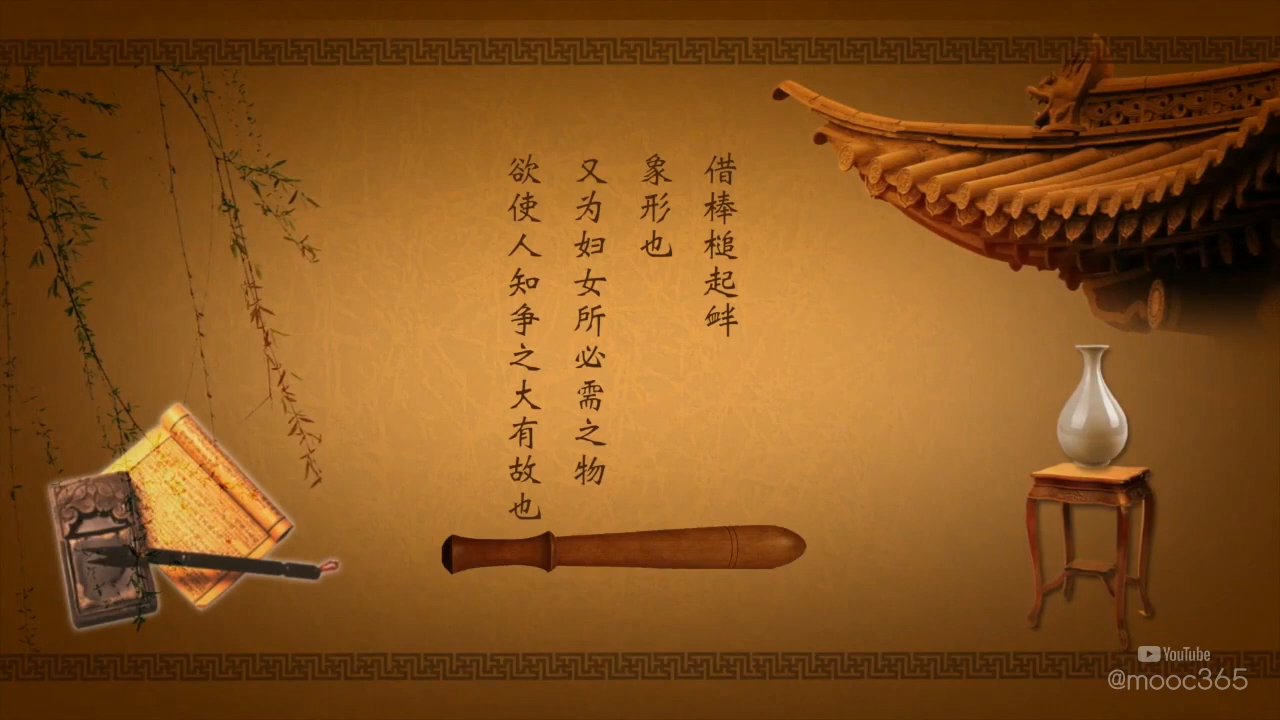 借棒槌起衅
象形也
又为妇女所必需之物
欲使人知争之大有故也
YouTube
@mooc365